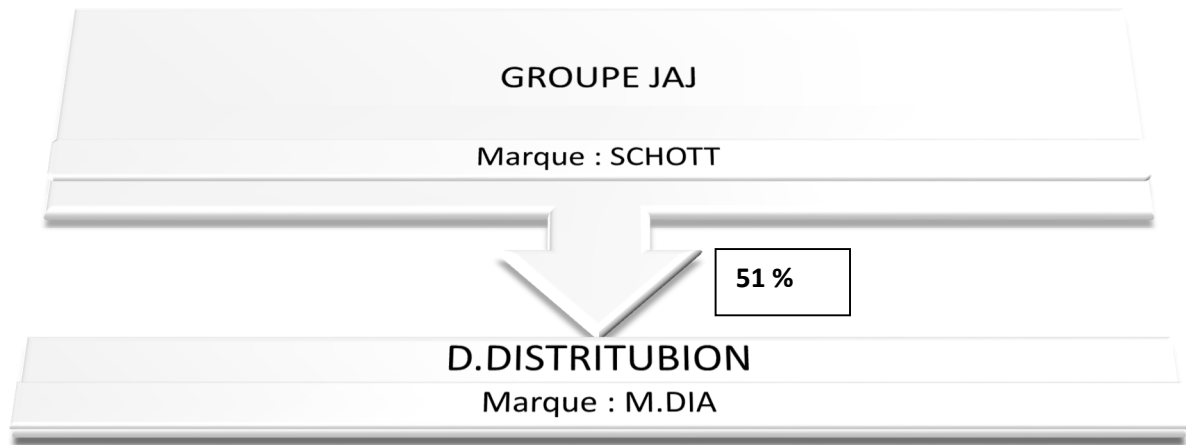 GROUPE JAJ
Marque : SCHOTT
51 %
D.DISTRITUBION
Marque : M.DIA